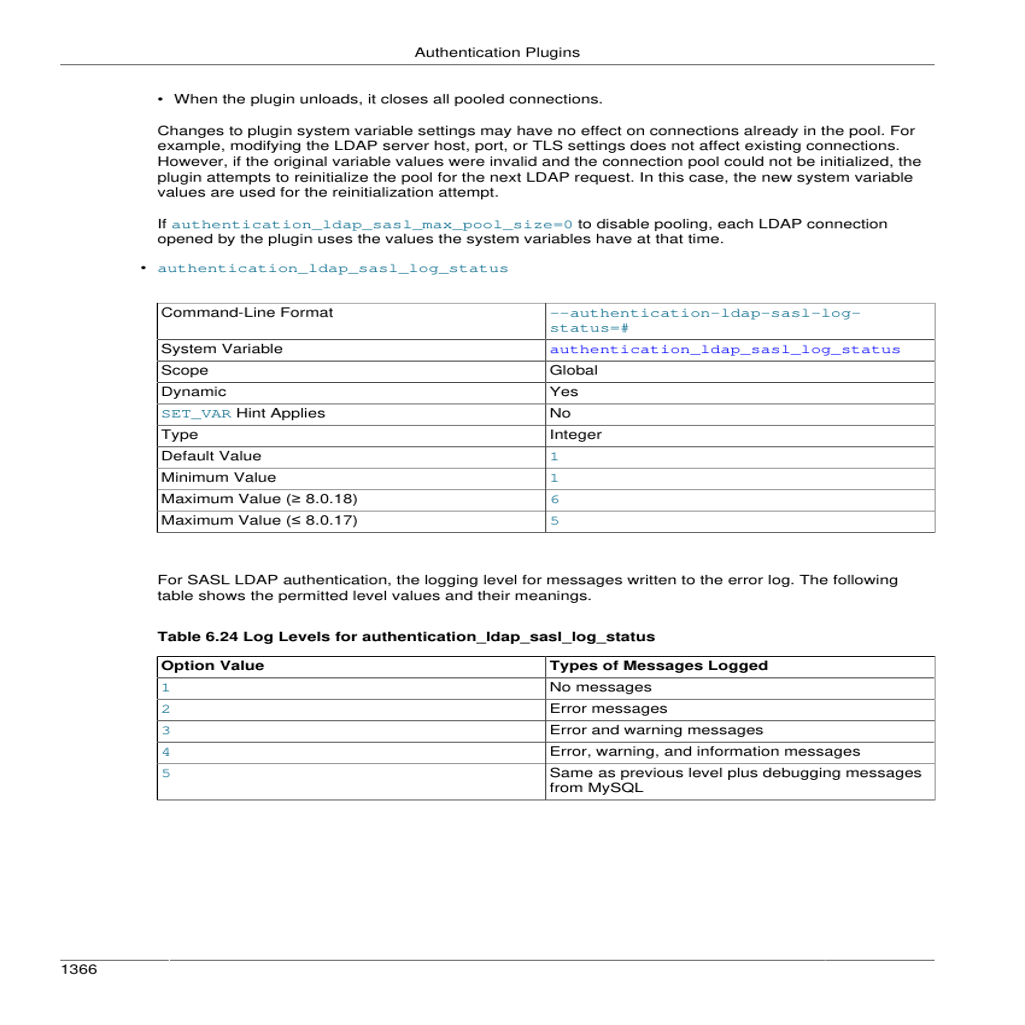 Authentication Plugins
• When the plugin unloads, it closes all pooled connections.
Changes to plugin system variable settings may have no effect on connections already in the pool. For
example, modifying the LDAP server host, port, or TLS settings does not affect existing connections.
However, if the original variable values were invalid and the connection pool could not be initialized, the
plugin attempts to reinitialize the pool for the next LDAP request. In this case, the new system variable
values are used for the reinitialization attempt.
If authentication_ldap_sasl_max_pool_size=0 to disable pooling, each LDAP connection
opened by the plugin uses the values the system variables have at that time.
• authentication_ldap_sasl_log_status
Command-Line Format --authentication-ldap-sasl-log-
status=#
System Variable authentication_ldap_sasl_log_status
Scope Global
Dynamic Yes
SET_VAR Hint Applies No
Type Integer
Default Value 1
Minimum Value 1
Maximum Value (≥ 8.0.18) 6
Maximum Value (≤ 8.0.17) 5
For SASL LDAP authentication, the logging level for messages written to the error log. The following
table shows the permitted level values and their meanings.
Table 6.24 Log Levels for authentication_ldap_sasl_log_status
Option Value Types of Messages Logged
1 No messages
2 Error messages
3 Error and warning messages
4 Error, warning, and information messages
5 Same as previous level plus debugging messages
from MySQL
1366